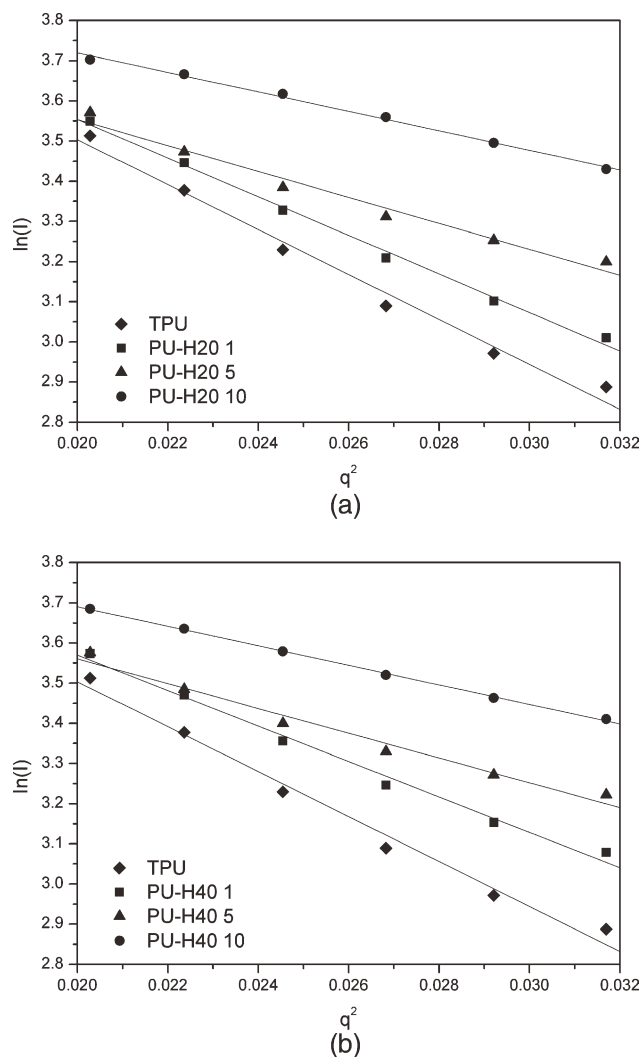 3.8
3.7
3.6
3.5
3.4
3.3
3.2
3.1
3.0
2.9
2.8
ln(I)
TPU
PU-H20 1
PU-H20 5
PU-H20 10
0.020 0.022 0.024 0.026 0.028 0.030 0.032
q²
(a)
3.8
3.7
3.6
3.5
3.4
3.3
3.2
3.1
3.0
2.9
2.8
ln(I)
TPU
PU-H40 1
PU-H40 5
PU-H40 10
0.020 0.022 0.024 0.026 0.028 0.030 0.032
q²
(b)